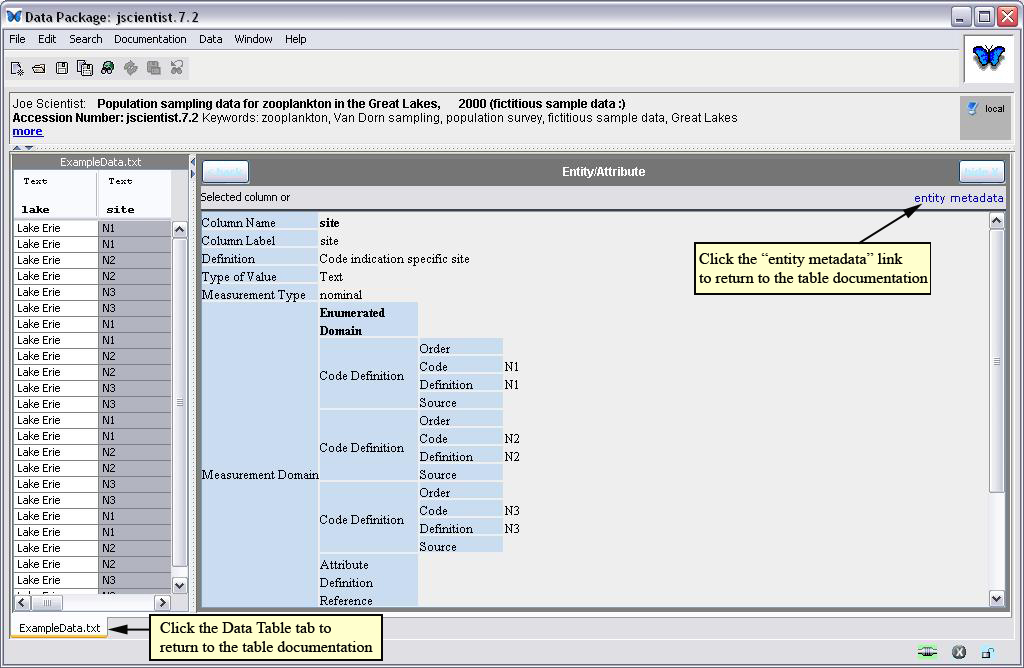 Data Package: jscientist.7.2
File Edit Search Documentation Data Window Help
Joe Scientist: Population sampling data for zooplankton in the Great Lakes, 2000 (fictitious sample data :)
Accession Number: jscientist.7.2 Keywords: zooplankton, Van Dorn sampling, population survey, fictitious sample data, Great Lakes
more
local
ExampleData.txt
Text Text
lake site
Lake Erie N1
Lake Erie N1
Lake Erie N2
Lake Erie N2
Lake Erie N3
Lake Erie N3
Lake Erie N1
Lake Erie N1
Lake Erie N2
Lake Erie N2
Lake Erie N3
Lake Erie N3
Lake Erie N1
Lake Erie N1
Lake Erie N2
Lake Erie N2
Lake Erie N3
Lake Erie N3
Lake Erie N1
Lake Erie N1
Lake Erie N2
Lake Erie N2
Lake Erie N3
Entity/Attribute
Selected column or
entity metadata
Column Name site
Column Label site
Definition Code indication specific site
Type of Value Text
Measurement Type nominal
Measurement Domain
Enumerated
Domain
Code Definition
Order
Code N1
Definition N1
Source
Code Definition
Order
Code N2
Definition N2
Source
Code Definition
Order
Code N3
Definition N3
Source
Attribute
Definition
Reference
Click the “entity metadata” link
to return to the table documentation
ExampleData.txt
Click the Data Table tab to
return to the table documentation